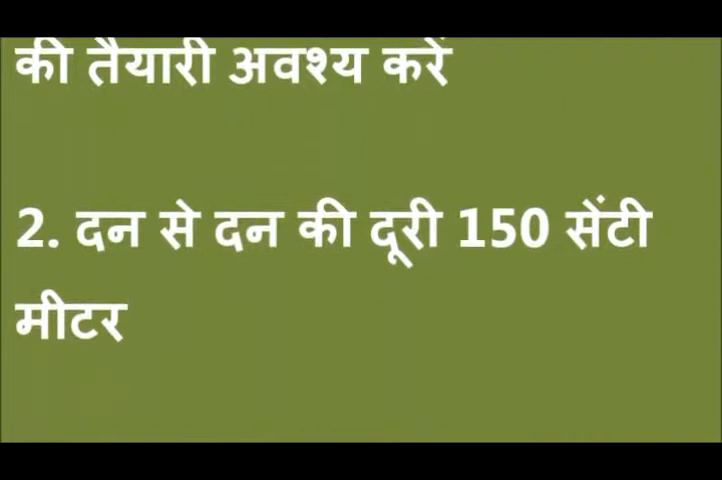 की तैयारी अवश्य करें
2. दन से दन की दूरी 150 सेंटी
मीटर